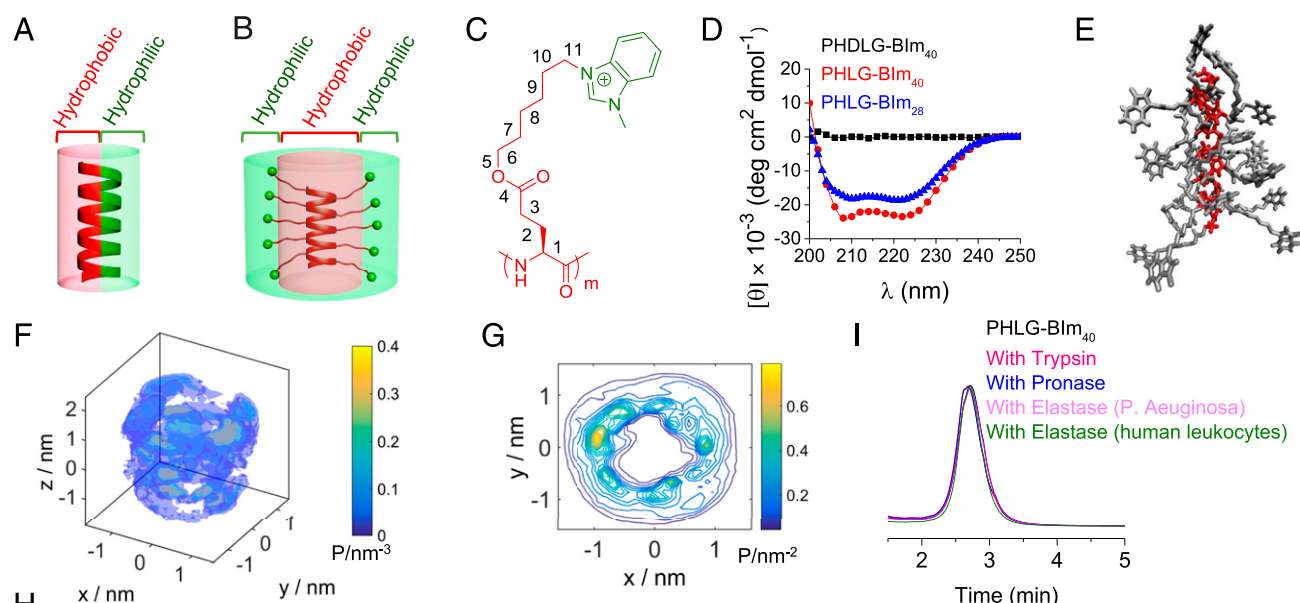 A
Hydrophobic
Hydrophilic
B
Hydrophilic
Hydrophobic
Hydrophilic
C
11
10
9
8
7
6
5
4
3
2
1
N
⊕
N
O
O
N
H
O
m
D
PHDLG-BIm40
PHLG-BIm40
PHLG-BIm28
[θ] × 10-3 (deg cm2 dmol-1)
20
10
0
-10
-20
-30
200 210 220 230 240 250
λ (nm)
E
F
z / nm
2
1
0
-1
-1
0
1
x / nm
-1
0
1
y / nm
0.4
0.3
0.2
0.1
0
P/nm-3
G
y / nm
1
0
-1
-1 0 1
x / nm
0.6
0.4
0.2
P/nm-2
I
PHLG-BIm40
With Trypsin
With Pronase
With Elastase (P. Aeuginosa)
With Elastase (human leukocytes)
2 3 4 5
Time (min)